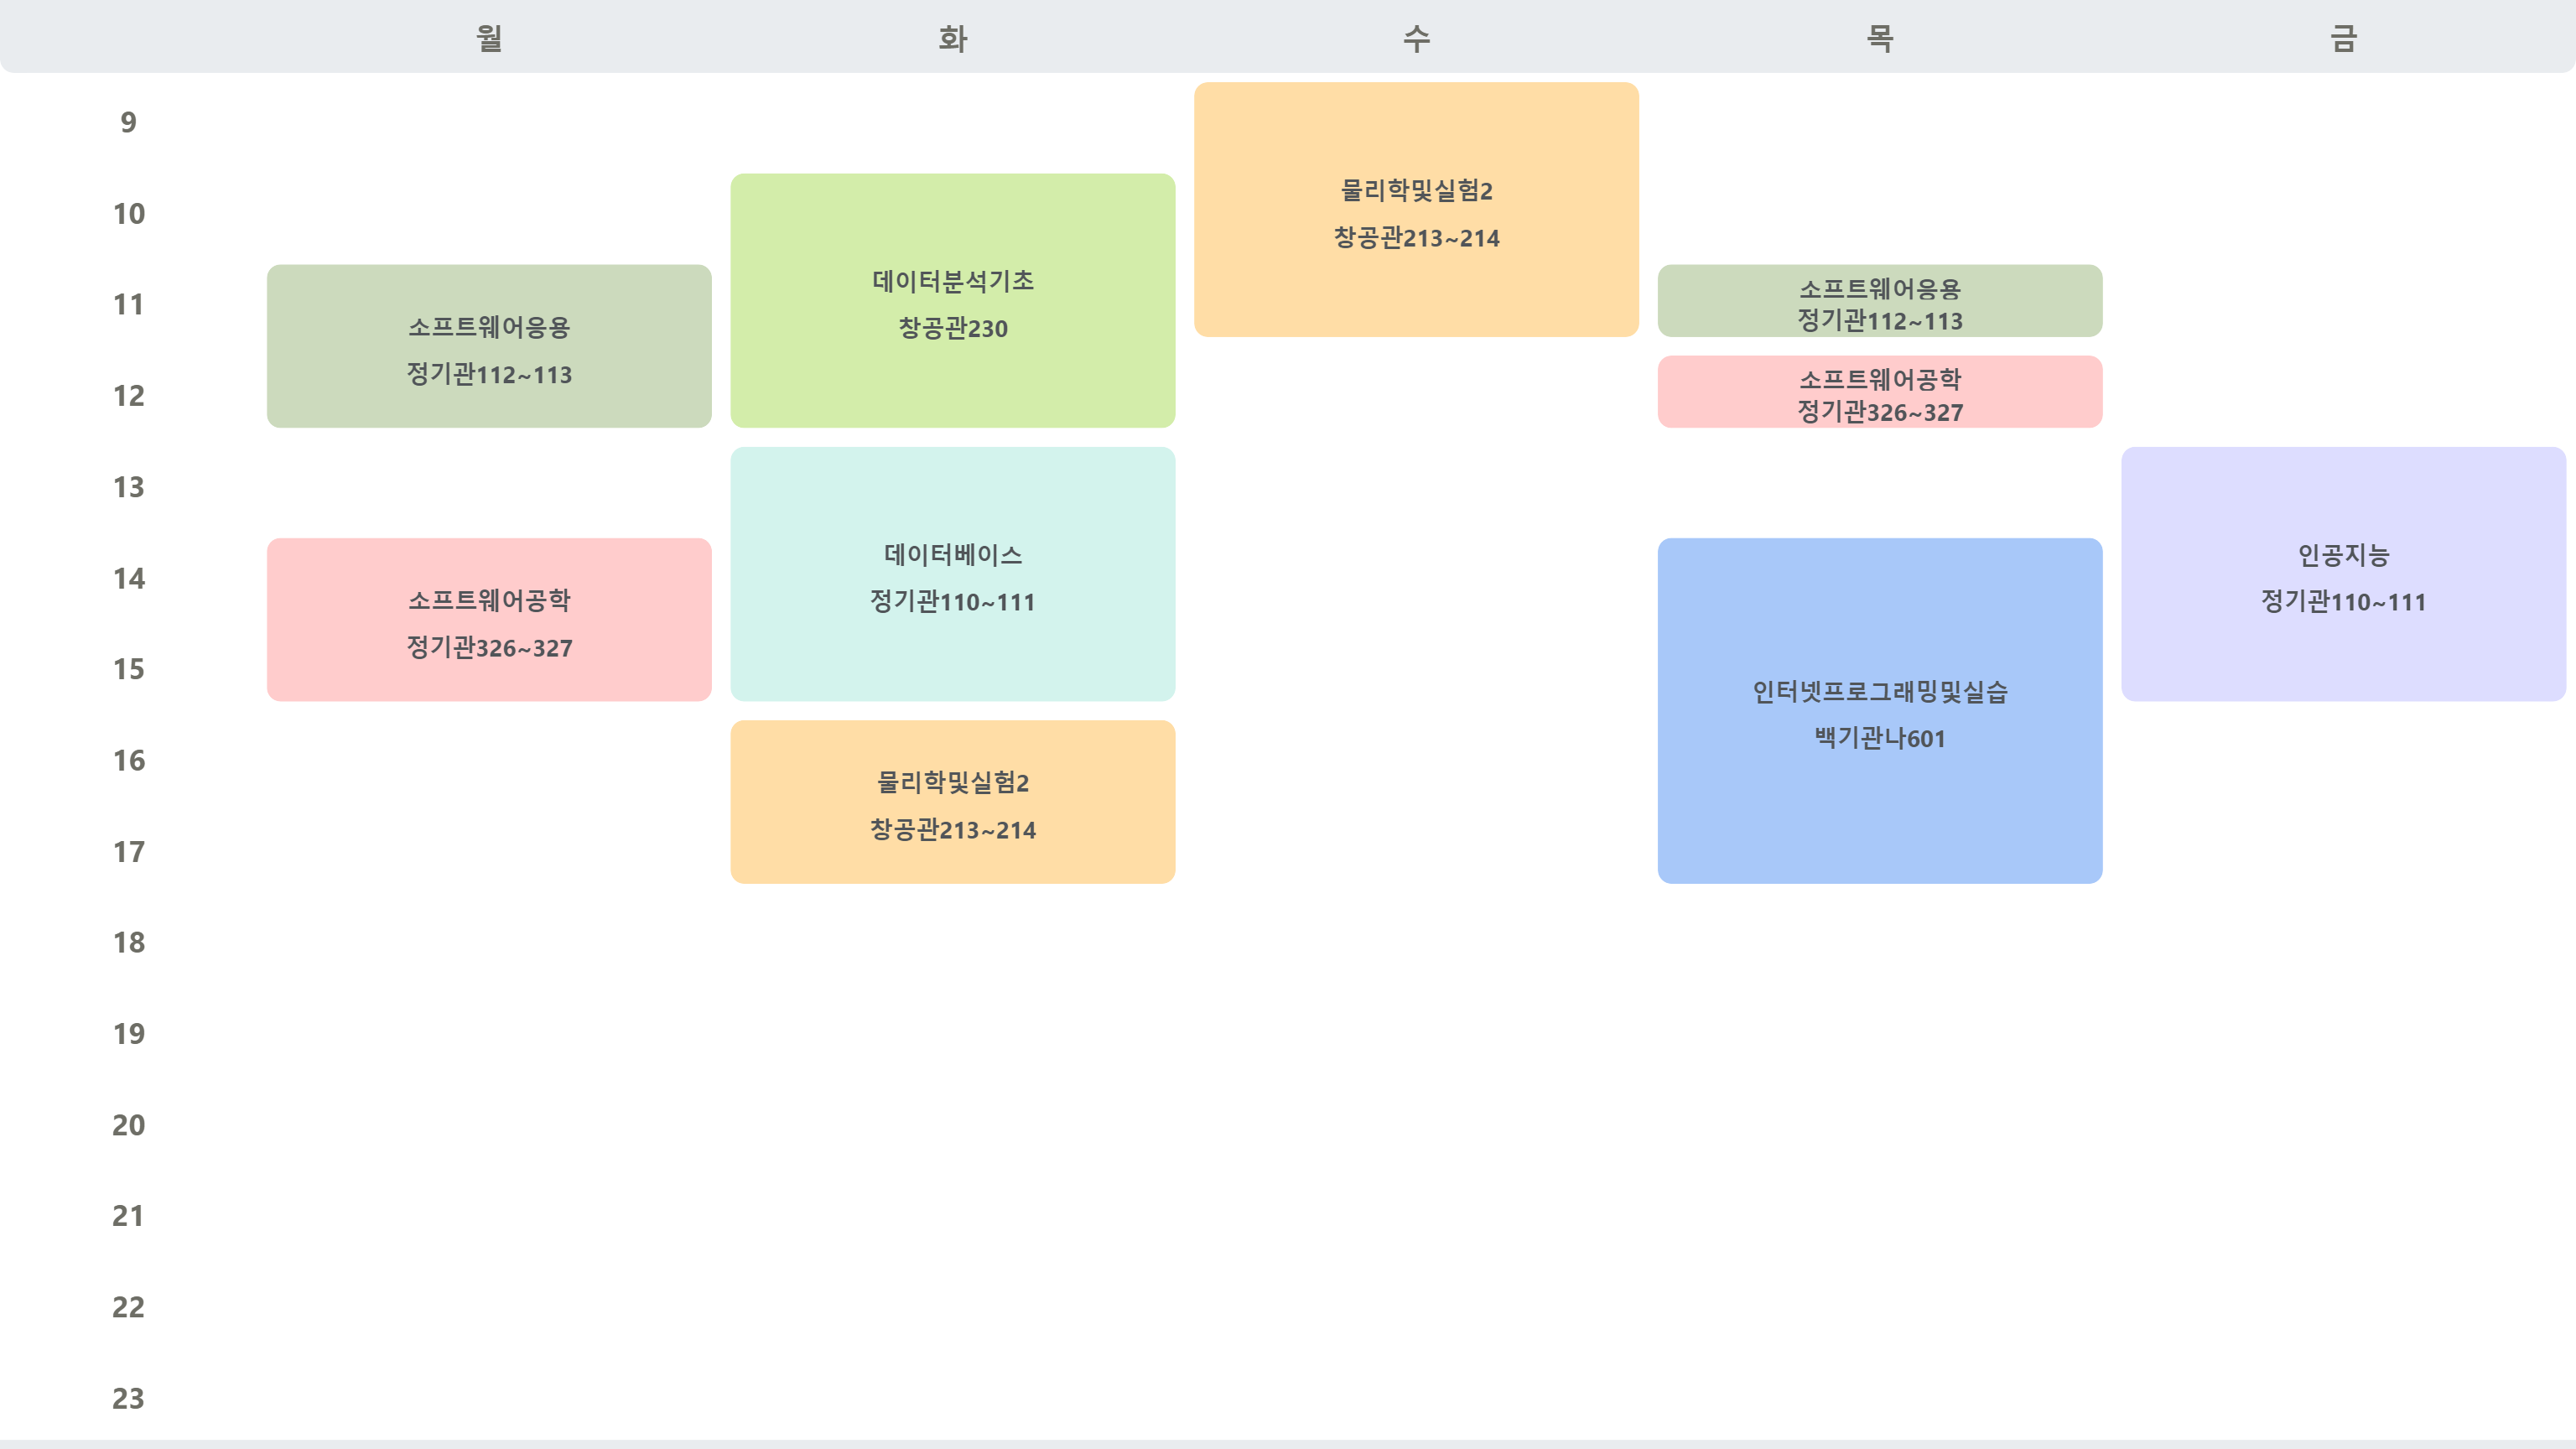 월 화 수 목 금
9
물리학및실험2
창공관213~214
10
데이터분석기초
창공관230
11
소프트웨어응용
정기관112~113
소프트웨어응용
정기관112~113
12
소프트웨어공학
정기관326~327
13
데이터베이스
정기관110~111
인공지능
정기관110~111
14
소프트웨어공학
정기관326~327
15
인터넷프로그래밍및실습
백기관나601
16
물리학및실험2
창공관213~214
17
18
19
20
21
22
23